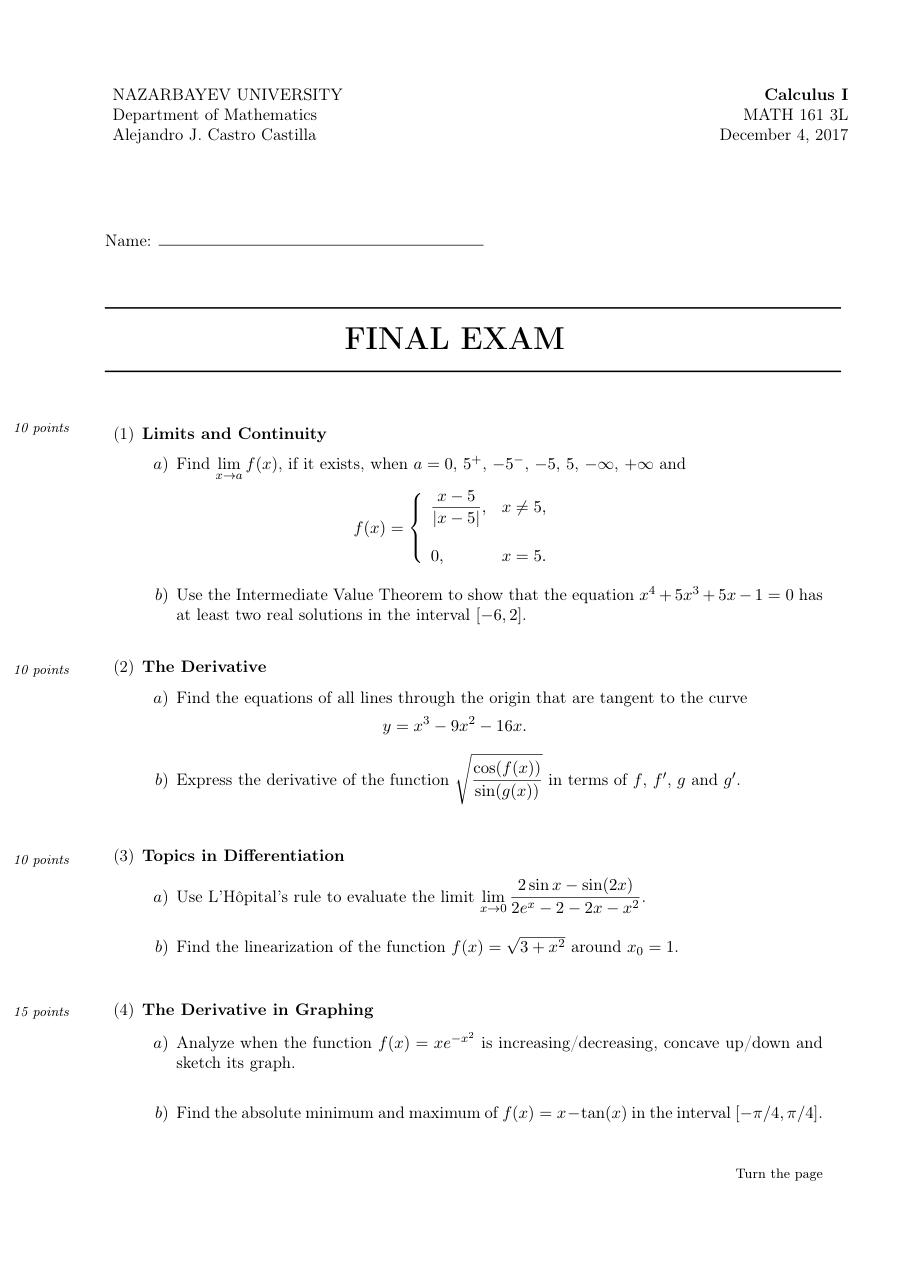 NAZARBAYEV UNIVERSITY
Department of Mathematics
Alejandro J. Castro Castilla
Calculus I
MATH 161 3L
December 4, 2017
Name:
FINAL EXAM
10 points
(1) Limits and Continuity
a) Find lim_{x→a} f(x), if it exists, when a = 0, 5⁺, −5⁻, −5, 5, −∞, +∞ and
f(x) = { (x − 5)/|x − 5|, x ≠ 5,
0, x = 5.
b) Use the Intermediate Value Theorem to show that the equation x⁴ + 5x³ + 5x − 1 = 0 has
at least two real solutions in the interval [−6, 2].
10 points
(2) The Derivative
a) Find the equations of all lines through the origin that are tangent to the curve
y = x³ − 9x² − 16x.
b) Express the derivative of the function √(cos(f(x))/sin(g(x))) in terms of f, f′, g and g′.
10 points
(3) Topics in Differentiation
a) Use L'Hôpital's rule to evaluate the limit lim_{x→0} (2 sin x − sin(2x))/(2eˣ − 2 − 2x − x²).
b) Find the linearization of the function f(x) = √(3 + x²) around x₀ = 1.
15 points
(4) The Derivative in Graphing
a) Analyze when the function f(x) = xe^{−x²} is increasing/decreasing, concave up/down and
sketch its graph.
b) Find the absolute minimum and maximum of f(x) = x−tan(x) in the interval [−π/4, π/4].
Turn the page